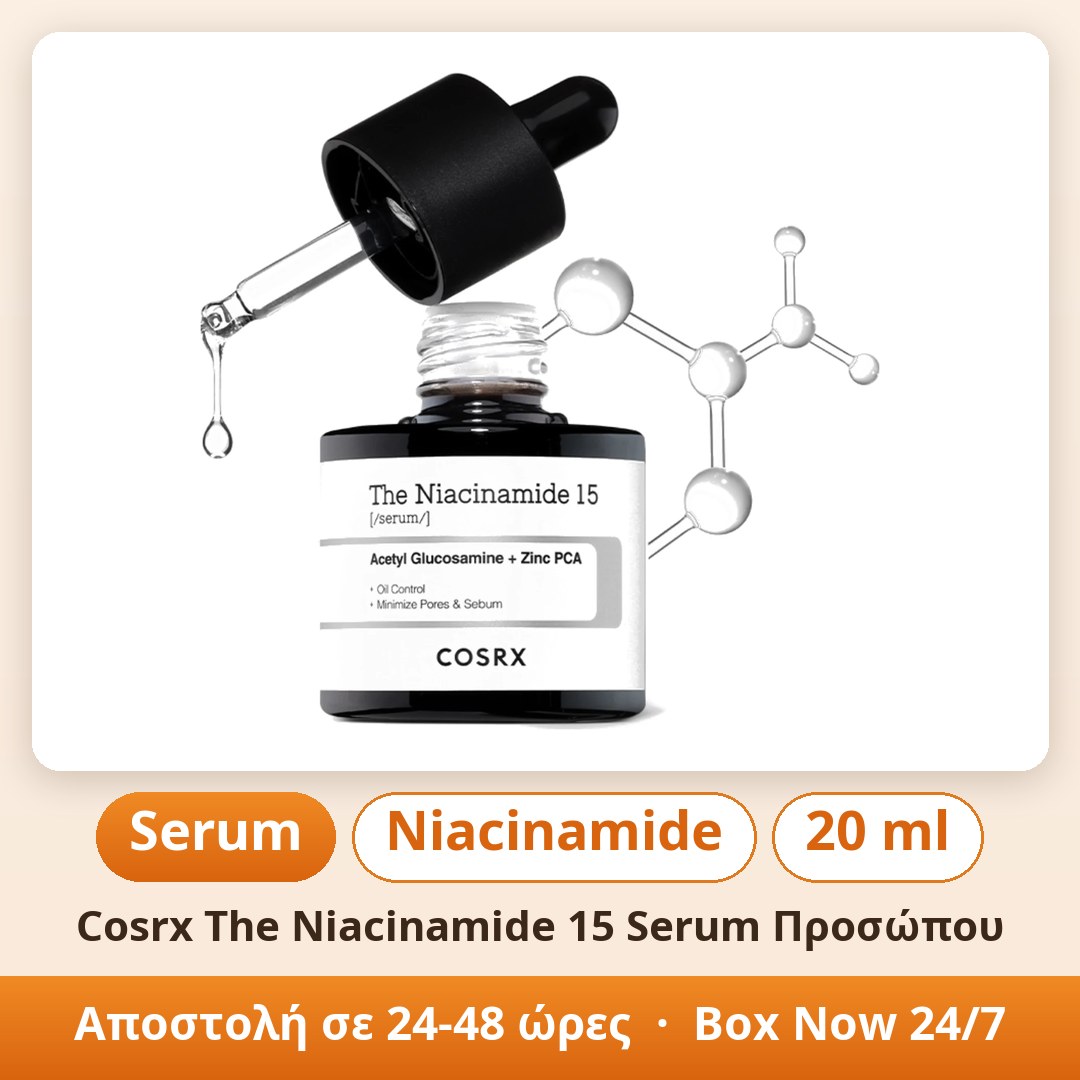 The Niacinamide 15
[/serum/]
Acetyl Glucosamine + Zinc PCA
• Oil Control
• Minimize Pores & Sebum
COSRX
Serum
Niacinamide
20 ml
Cosrx The Niacinamide 15 Serum Προσώπου
Αποστολή σε 24-48 ώρες · Box Now 24/7